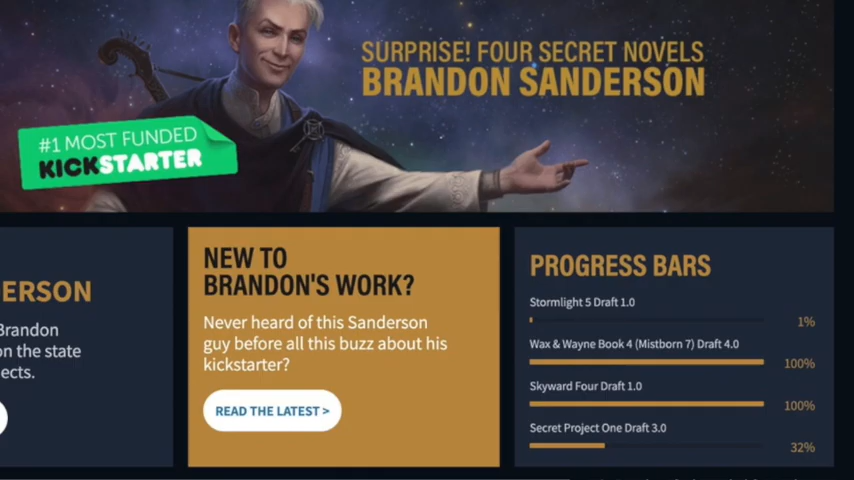 SURPRISE! FOUR SECRET NOVELS
BRANDON SANDERSON
#1 MOST FUNDED
KICKSTARTER
ERSON
Brandon
on the state
ects.
NEW TO
BRANDON'S WORK?
Never heard of this Sanderson
guy before all this buzz about his
kickstarter?
READ THE LATEST >
PROGRESS BARS
Stormlight 5 Draft 1.0
1%
Wax & Wayne Book 4 (Mistborn 7) Draft 4.0
100%
Skyward Four Draft 1.0
100%
Secret Project One Draft 3.0
32%